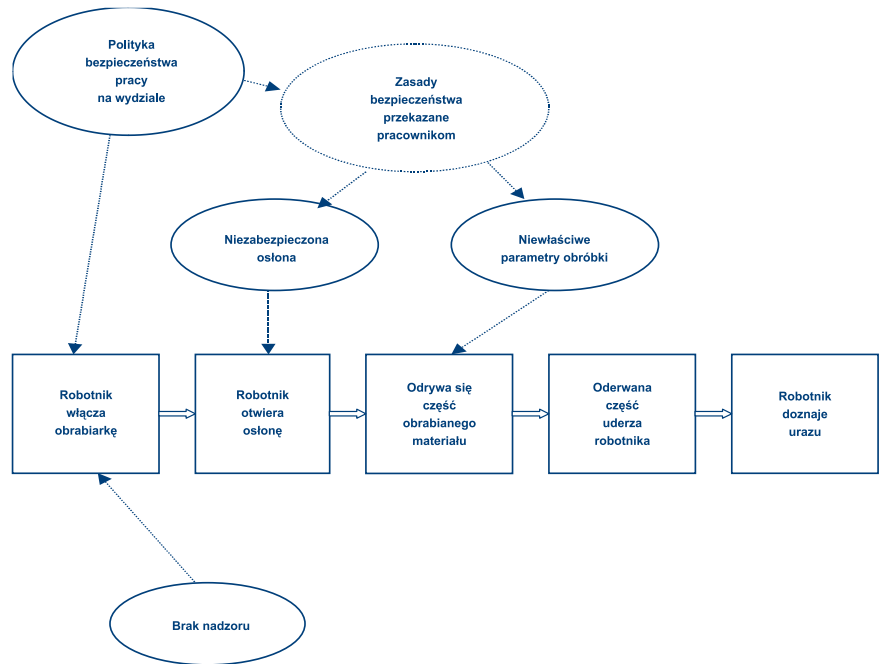 Polityka
bezpieczeństwa
pracy
na wydziale
Zasady
bezpieczeństwa
przekazane
pracownikom
Niezabezpieczona
osłona
Niewłaściwe
parametry obróbki
Robotnik
włącza
obrabiarkę
Robotnik
otwiera
osłonę
Odrywa się
część
obrabianego
materiału
Oderwana
część
uderza
robotnika
Robotnik
doznaje
urazu
Brak nadzoru